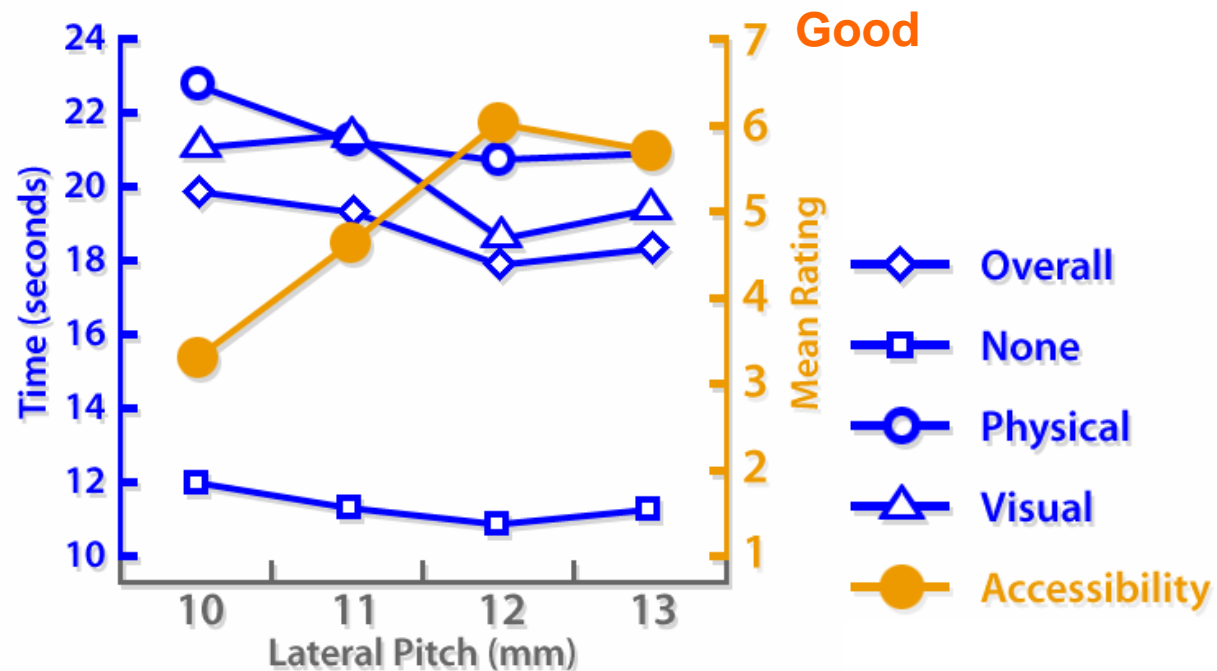 Good
24
22
20
18
16
14
12
10
Time (seconds)
7
6
5
4
3
2
1
Mean Rating
10 11 12 13
Lateral Pitch (mm)
Overall
None
Physical
Visual
Accessibility